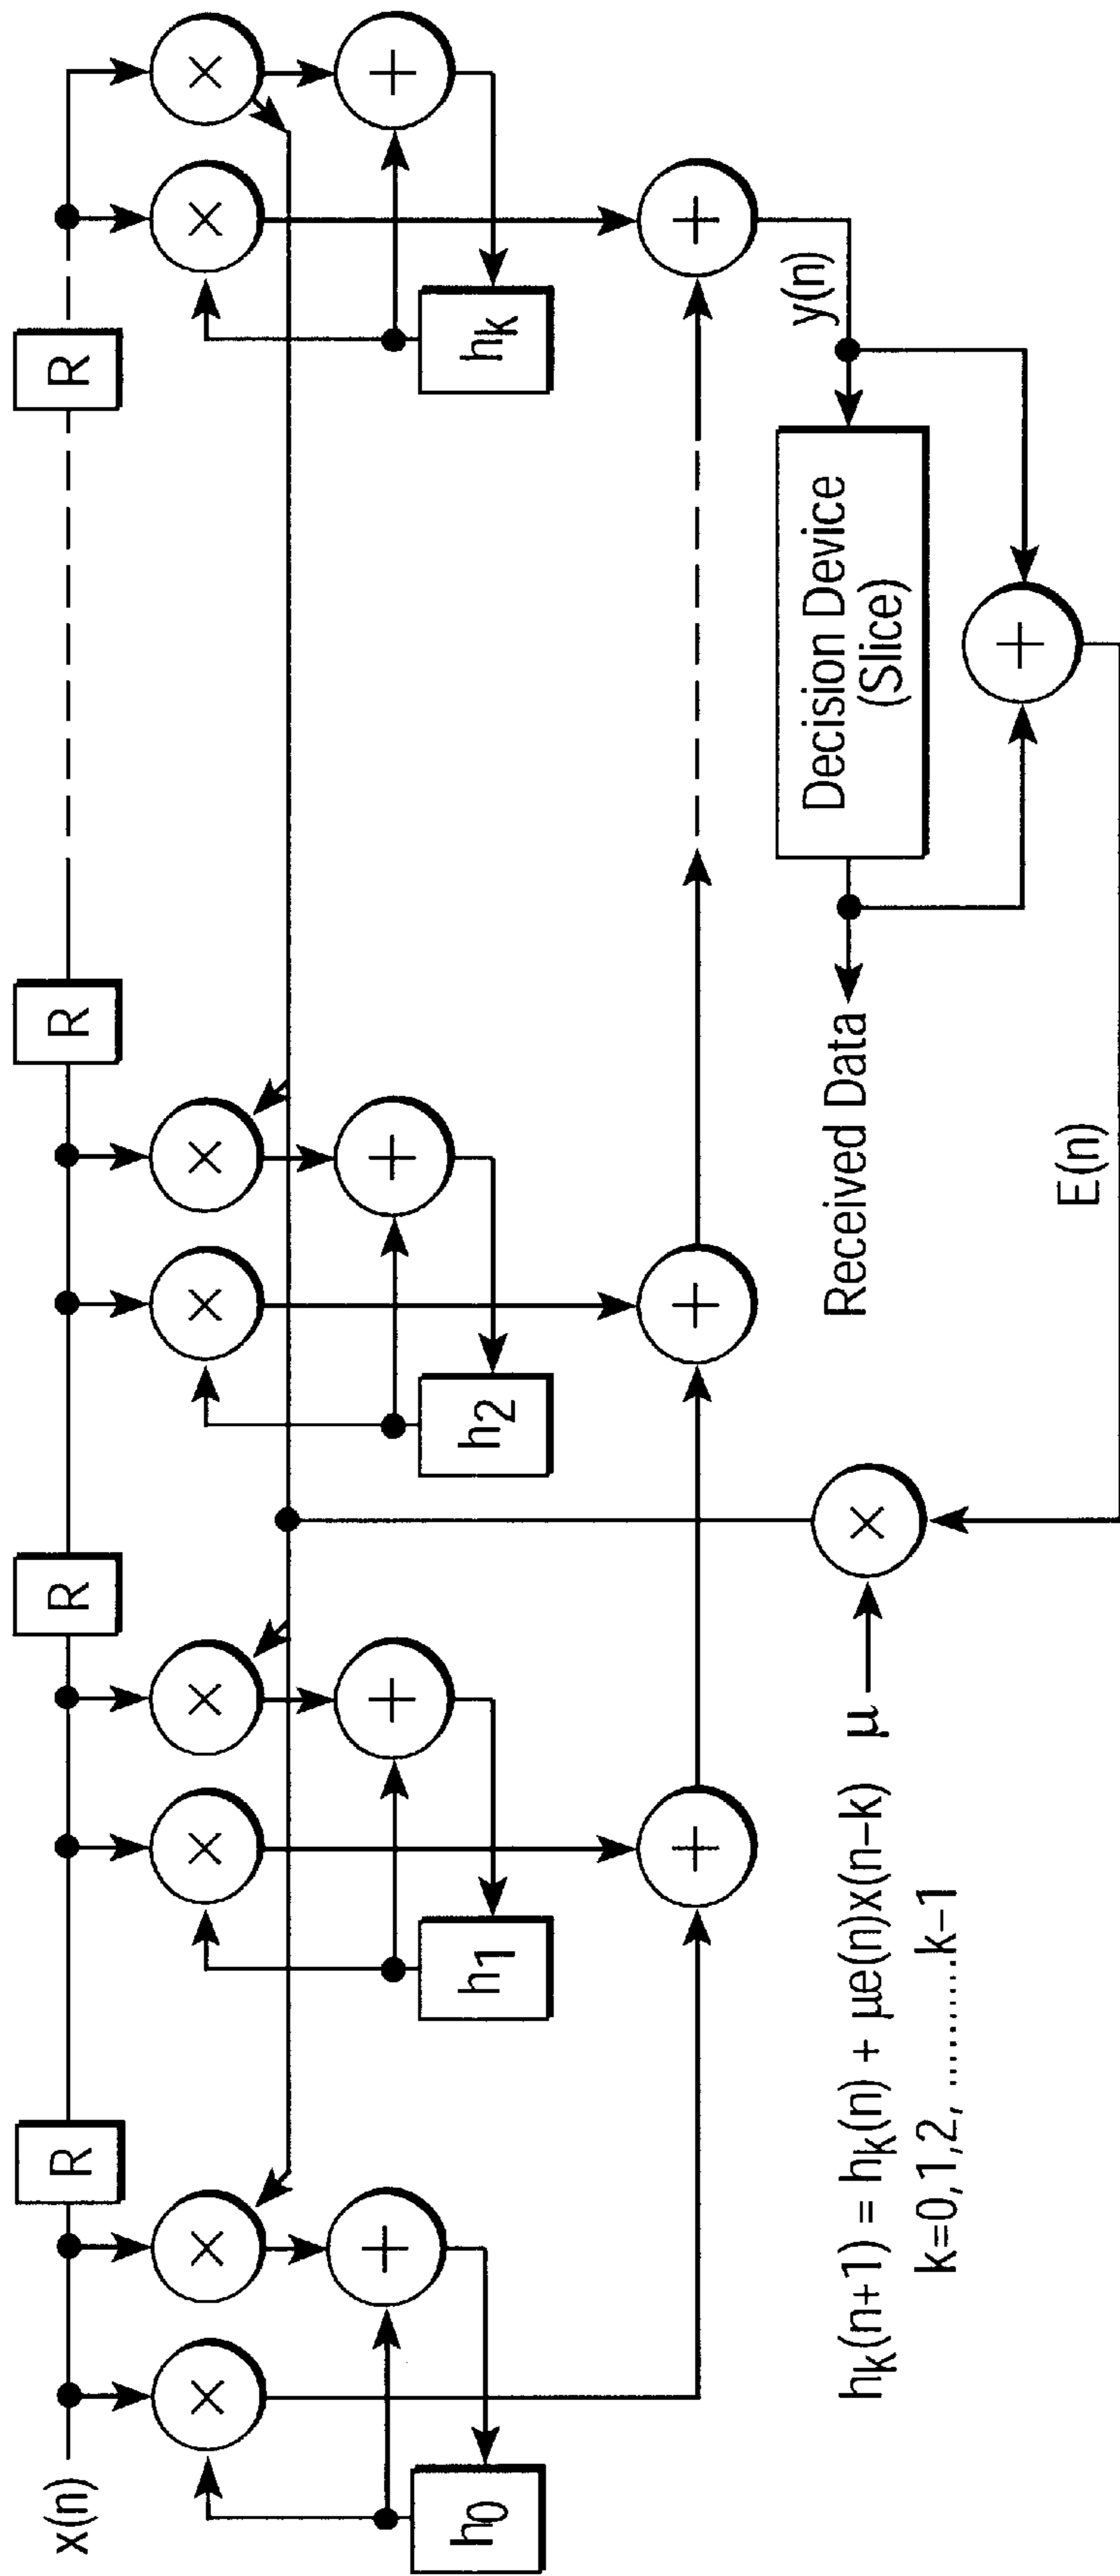 x(n)
R
R
R
R
×
×
×
×
×
×
×
×
+
+
+
+
h0
h1
h2
hk
+
+
+
y(n)
Decision Device
(Slice)
Received Data
+
E(n)
×
μ
hk(n+1) = hk(n) + μe(n)x(n−k)
k=0,1,2, ..........k−1